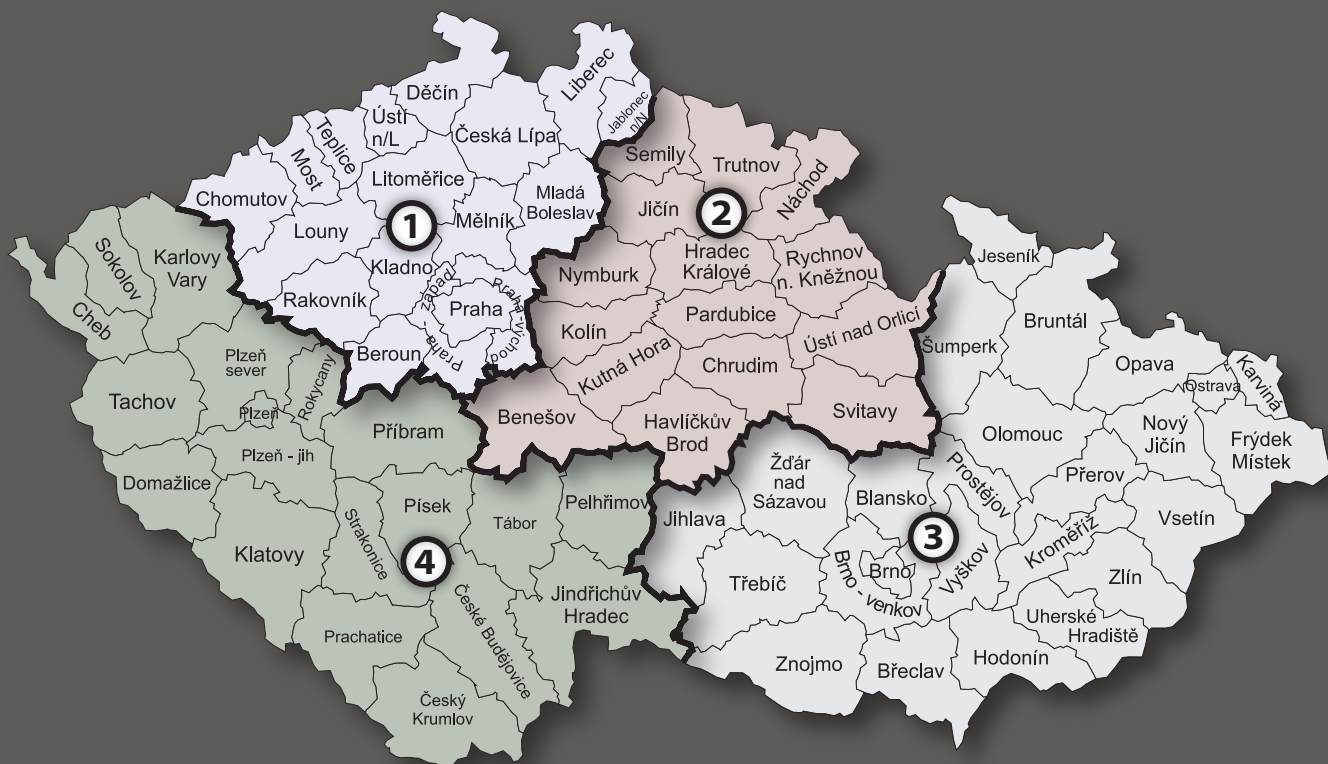 Děčín
Liberec
Jablonec
n/N
Ústí
n/L
Teplice
Česká Lípa
Most
Litoměřice
Chomutov
Mladá
Boleslav
Mělník
1
Louny
Kladno
Rakovník
Praha
Praha - západ
Praha - východ
Beroun
Semily
Trutnov
Náchod
Jičín
2
Hradec
Králové
Rychnov
n. Kněžnou
Nymburk
Pardubice
Kolín
Ústí nad Orlicí
Kutná Hora
Chrudim
Benešov
Havlíčkův
Brod
Svitavy
Jeseník
Bruntál
Šumperk
Opava
Karviná
Ostrava
Olomouc
Nový
Jičín
Frýdek
Místek
Přerov
Prostějov
Žďár
nad
Sázavou
Blansko
Jihlava
3
Vsetín
Kroměříž
Vyškov
Brno
Brno - venkov
Třebíč
Zlín
Uherské
Hradiště
Hodonín
Znojmo
Břeclav
Karlovy
Vary
Sokolov
Cheb
Plzeň
sever
Rokycany
Tachov
Plzeň
Příbram
Plzeň - jih
Domažlice
Písek
Tábor
Pelhřimov
Strakonice
Klatovy
4
Jindřichův
Hradec
České Budějovice
Prachatice
Český
Krumlov